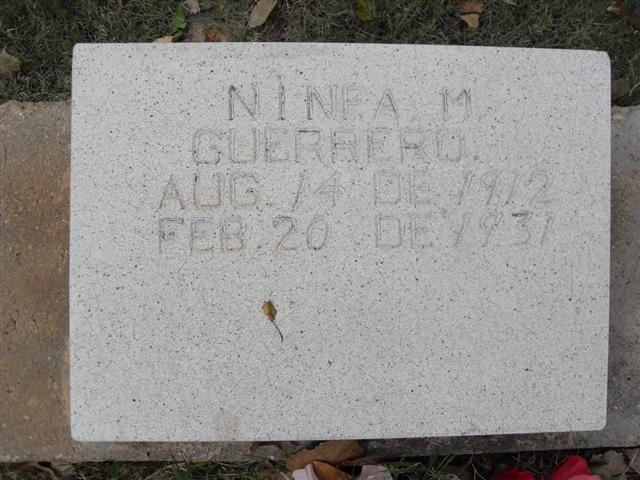 NINFA. M.
GUERRERO.
AUG. 14 DE 1912
FEB. 20 DE 1931